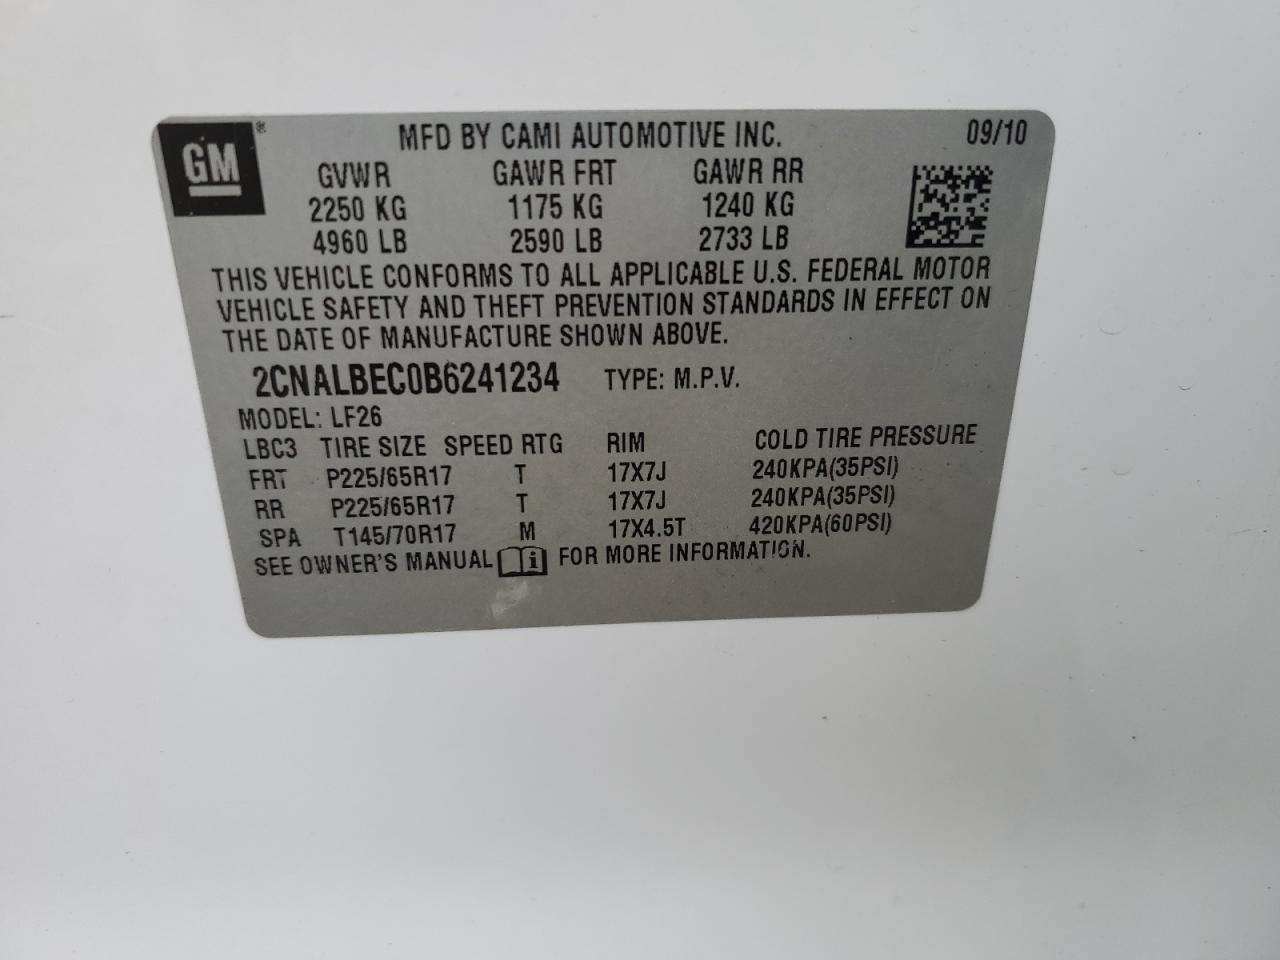 GM®
MFD BY CAMI AUTOMOTIVE INC. 09/10
GVWR GAWR FRT GAWR RR
2250 KG 1175 KG 1240 KG
4960 LB 2590 LB 2733 LB
THIS VEHICLE CONFORMS TO ALL APPLICABLE U.S. FEDERAL MOTOR
VEHICLE SAFETY AND THEFT PREVENTION STANDARDS IN EFFECT ON
THE DATE OF MANUFACTURE SHOWN ABOVE.
2CNALBEC0B6241234 TYPE: M.P.V.
MODEL: LF26
LBC3 TIRE SIZE SPEED RTG RIM COLD TIRE PRESSURE
FRT P225/65R17 T 17X7J 240KPA(35PSI)
RR P225/65R17 T 17X7J 240KPA(35PSI)
SPA T145/70R17 M 17X4.5T 420KPA(60PSI)
SEE OWNER'S MANUAL i FOR MORE INFORMATION.